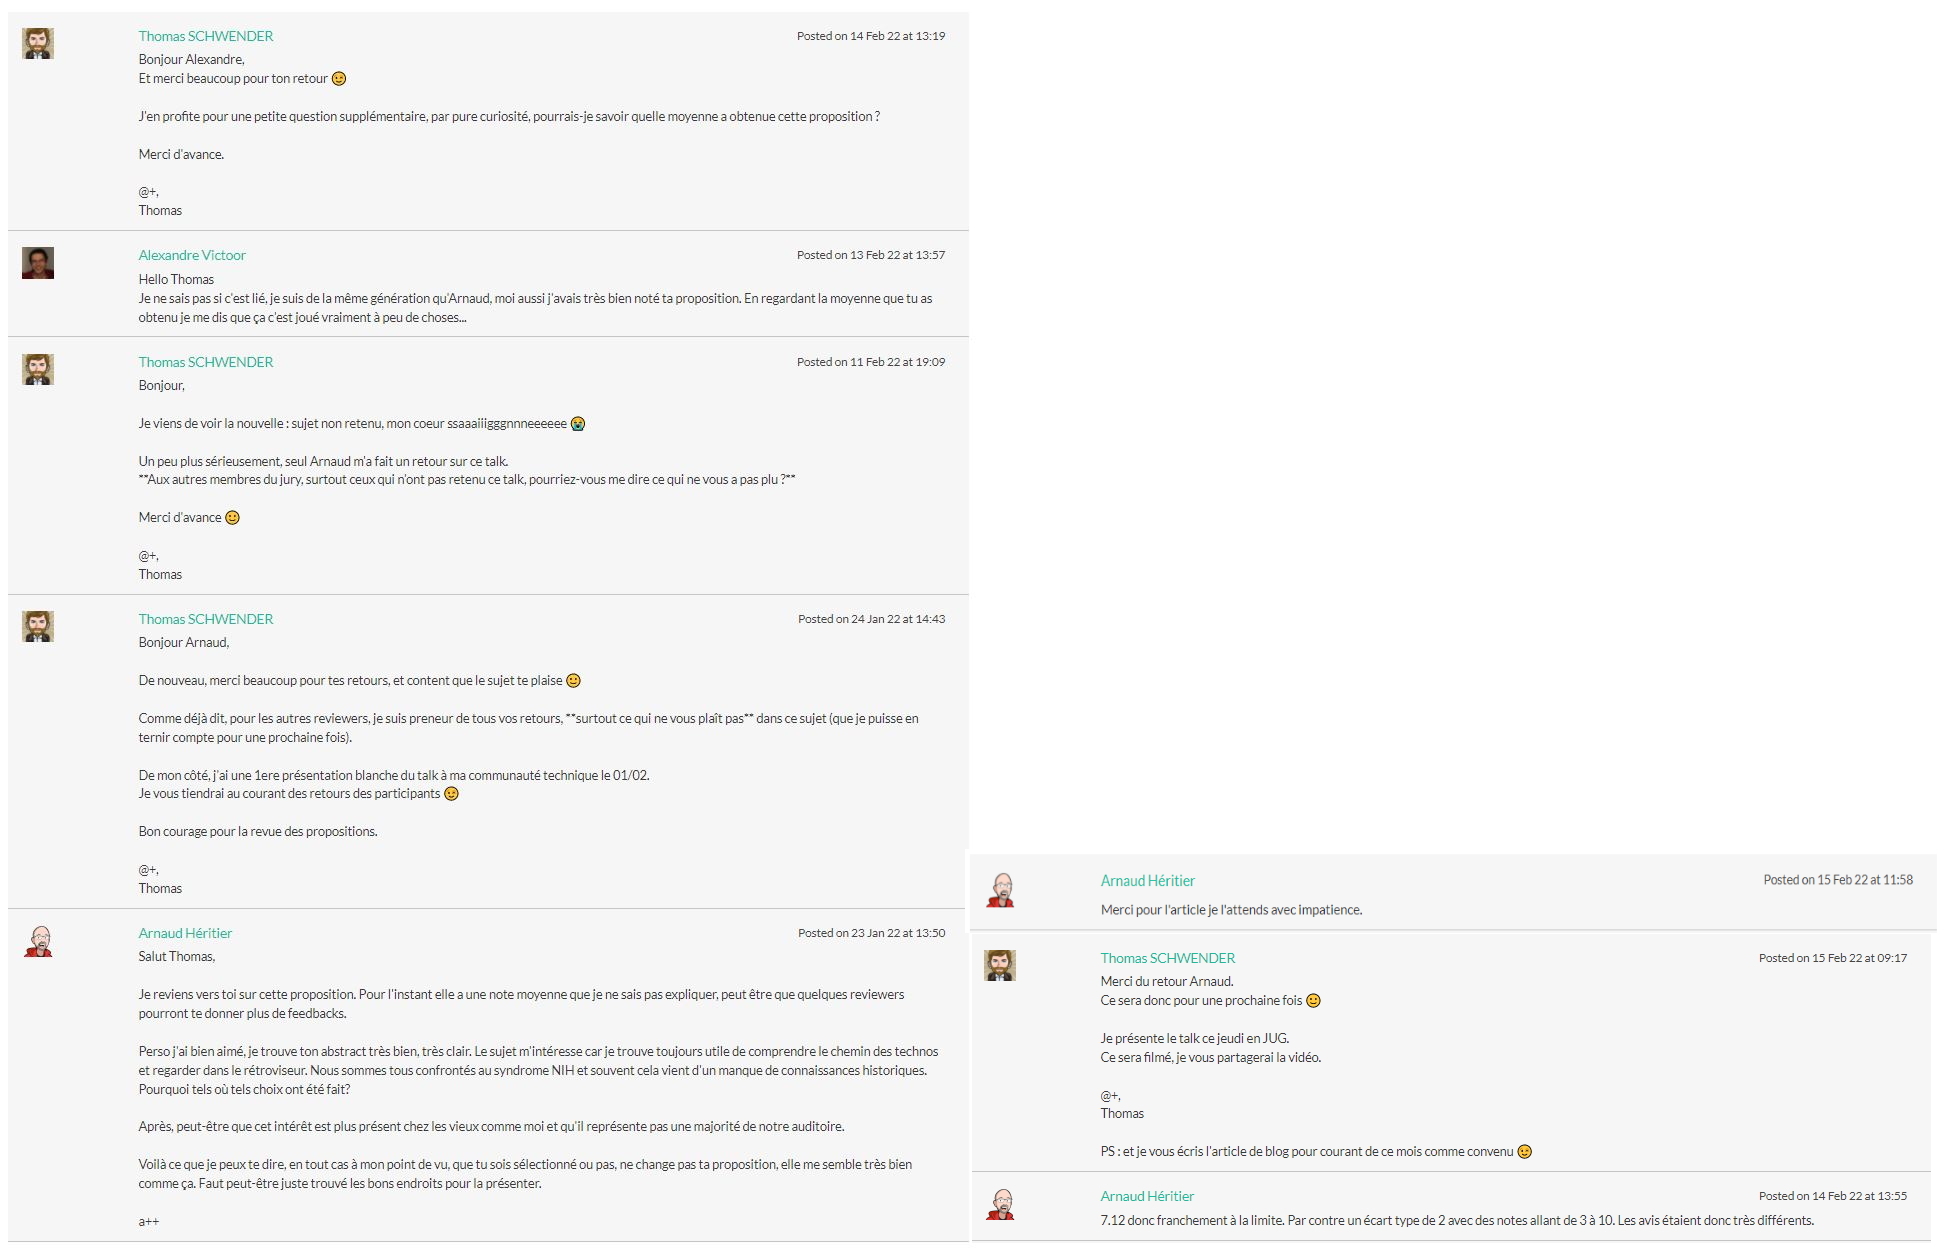 Thomas SCHWENDER
Posted on 14 Feb 22 at 13:19
Bonjour Alexandre,
Et merci beaucoup pour ton retour 😉
J'en profite pour une petite question supplémentaire, par pure curiosité, pourrais-je savoir quelle moyenne a obtenue cette proposition ?
Merci d'avance.
@+,
Thomas
Alexandre Victoor
Posted on 13 Feb 22 at 13:57
Hello Thomas
Je ne sais pas si c'est lié, je suis de la même génération qu'Arnaud, moi aussi j'avais très bien noté ta proposition. En regardant la moyenne que tu as
obtenu je me dis que ça c'est joué vraiment à peu de choses...
Thomas SCHWENDER
Posted on 11 Feb 22 at 19:09
Bonjour,
Je viens de voir la nouvelle : sujet non retenu, mon coeur ssaaaiiigggnnneeeeee 😭
Un peu plus sérieusement, seul Arnaud m'a fait un retour sur ce talk.
**Aux autres membres du jury, surtout ceux qui n'ont pas retenu ce talk, pourriez-vous me dire ce qui ne vous a pas plu ?**
Merci d'avance 🙂
@+,
Thomas
Thomas SCHWENDER
Posted on 24 Jan 22 at 14:43
Bonjour Arnaud,
De nouveau, merci beaucoup pour tes retours, et content que le sujet te plaise 🙂
Comme déjà dit, pour les autres reviewers, je suis preneur de tous vos retours, **surtout ce qui ne vous plaît pas** dans ce sujet (que je puisse en
ternir compte pour une prochaine fois).
De mon côté, j'ai une 1ere présentation blanche du talk à ma communauté technique le 01/02.
Je vous tiendrai au courant des retours des participants 😉
Bon courage pour la revue des propositions.
@+,
Thomas
Arnaud Héritier
Posted on 23 Jan 22 at 13:50
Salut Thomas,
Je reviens vers toi sur cette proposition. Pour l'instant elle a une note moyenne que je ne sais pas expliquer, peut être que quelques reviewers
pourront te donner plus de feedbacks.
Perso j'ai bien aimé, je trouve ton abstract très bien, très clair. Le sujet m'intéresse car je trouve toujours utile de comprendre le chemin des technos
et regarder dans le rétroviseur. Nous sommes tous confrontés au syndrome NIH et souvent cela vient d'un manque de connaissances historiques.
Pourquoi tels où tels choix ont été fait?
Après, peut-être que cet intérêt est plus présent chez les vieux comme moi et qu'il représente pas une majorité de notre auditoire.
Voilà ce que je peux te dire, en tout cas à mon point de vu, que tu sois sélectionné ou pas, ne change pas ta proposition, elle me semble très bien
comme ça. Faut peut-être juste trouvé les bons endroits pour la présenter.
a++
Arnaud Héritier
Posted on 15 Feb 22 at 11:58
Merci pour l'article je l'attends avec impatience.
Thomas SCHWENDER
Posted on 15 Feb 22 at 09:17
Merci du retour Arnaud.
Ce sera donc pour une prochaine fois 🙂
Je présente le talk ce jeudi en JUG.
Ce sera filmé, je vous partagerai la vidéo.
@+,
Thomas
PS : et je vous écris l'article de blog pour courant de ce mois comme convenu 😉
Arnaud Héritier
Posted on 14 Feb 22 at 13:55
7.12 donc franchement à la limite. Par contre un écart type de 2 avec des notes allant de 3 à 10. Les avis étaient donc très différents.